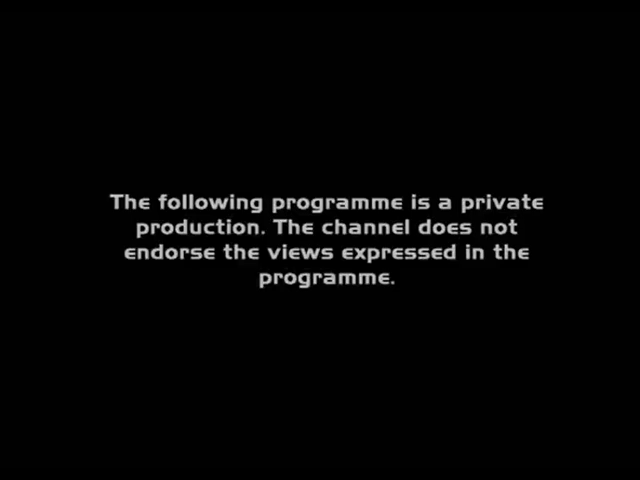 The following programme is a private
production. The channel does not
endorse the views expressed in the
programme.